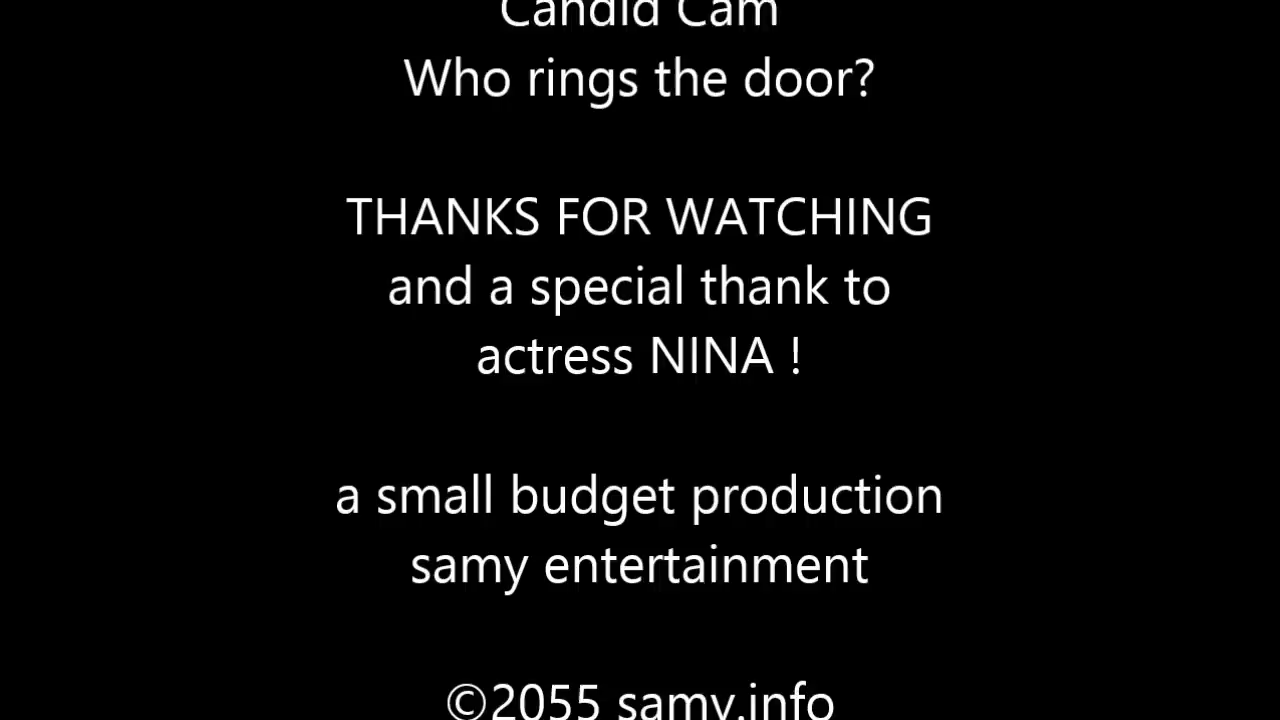 Candid Cam
Who rings the door?
THANKS FOR WATCHING
and a special thank to
actress NINA !
a small budget production
samy entertainment
©2055 samy.info